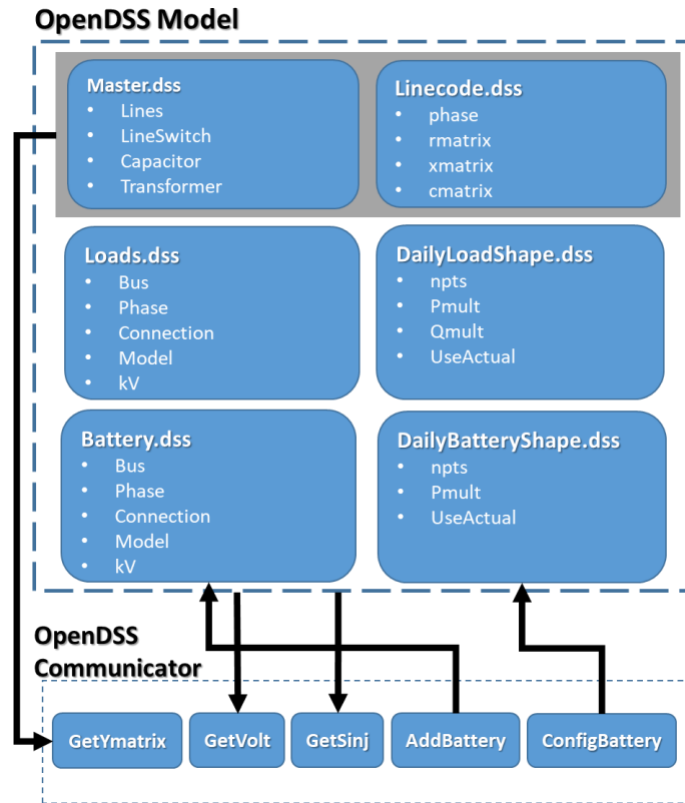 OpenDSS Model
Master.dss
• Lines
• LineSwitch
• Capacitor
• Transformer
Linecode.dss
• phase
• rmatrix
• xmatrix
• cmatrix
Loads.dss
• Bus
• Phase
• Connection
• Model
• kV
DailyLoadShape.dss
• npts
• Pmult
• Qmult
• UseActual
Battery.dss
• Bus
• Phase
• Connection
• Model
• kV
DailyBatteryShape.dss
• npts
• Pmult
• UseActual
OpenDSS
Communicator
GetYmatrix
GetVolt
GetSinj
AddBattery
ConfigBattery